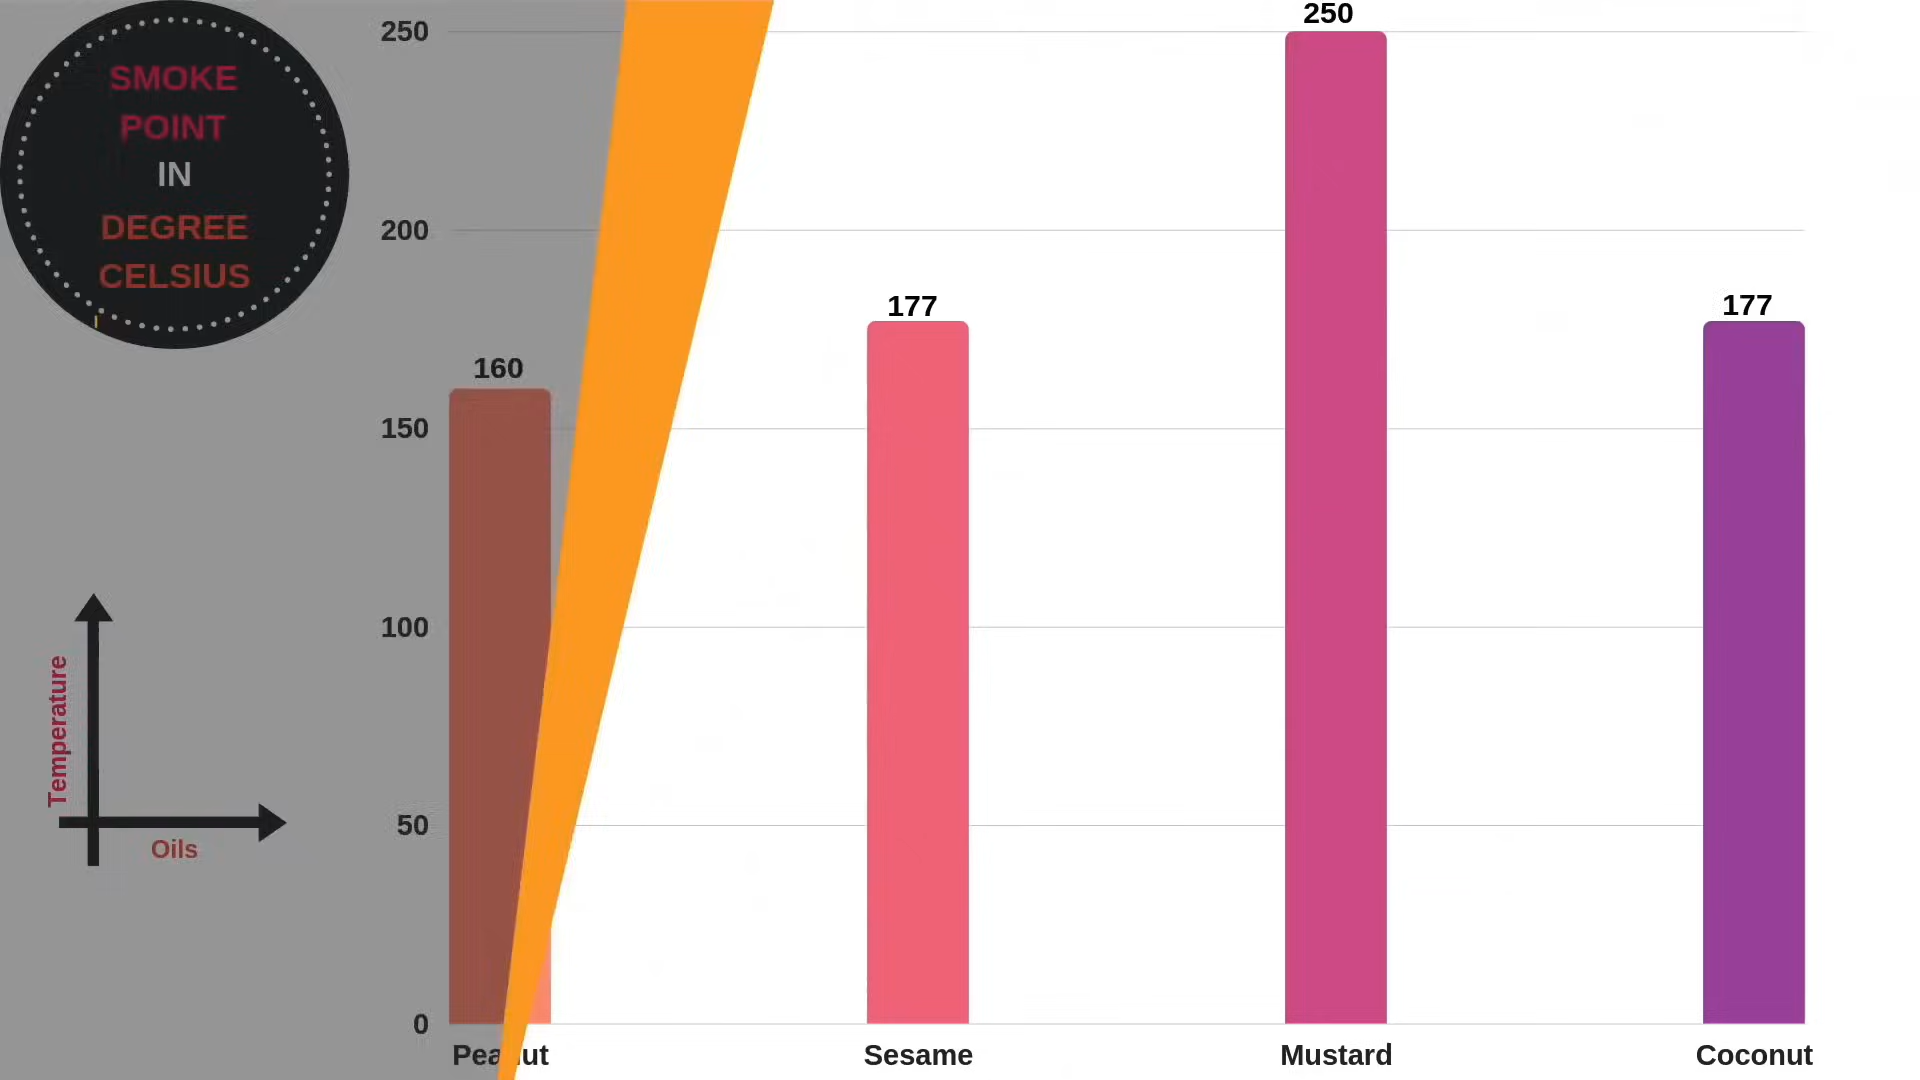 SMOKE
POINT
IN
DEGREE
CELSIUS
Temperature
Oils
250
200
150
100
50
0
160
177
250
177
Sesame
Mustard
Coconut